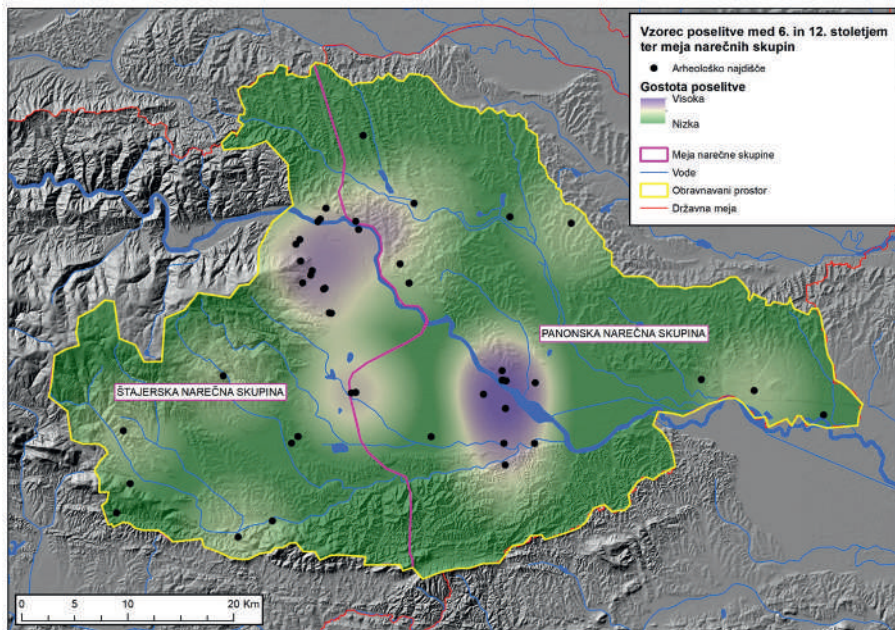 Vzorec poselitve med 6. in 12. stoletjem
ter meja narečnih skupin
Arheološko najdišče
Gostota poselitve
Visoka
Nizka
Meja narečne skupine
Vode
Obravnavani prostor
Državna meja
PANONSKA NAREČNA SKUPINA
ŠTAJERSKA NAREČNA SKUPINA
0 5 10 20 Km